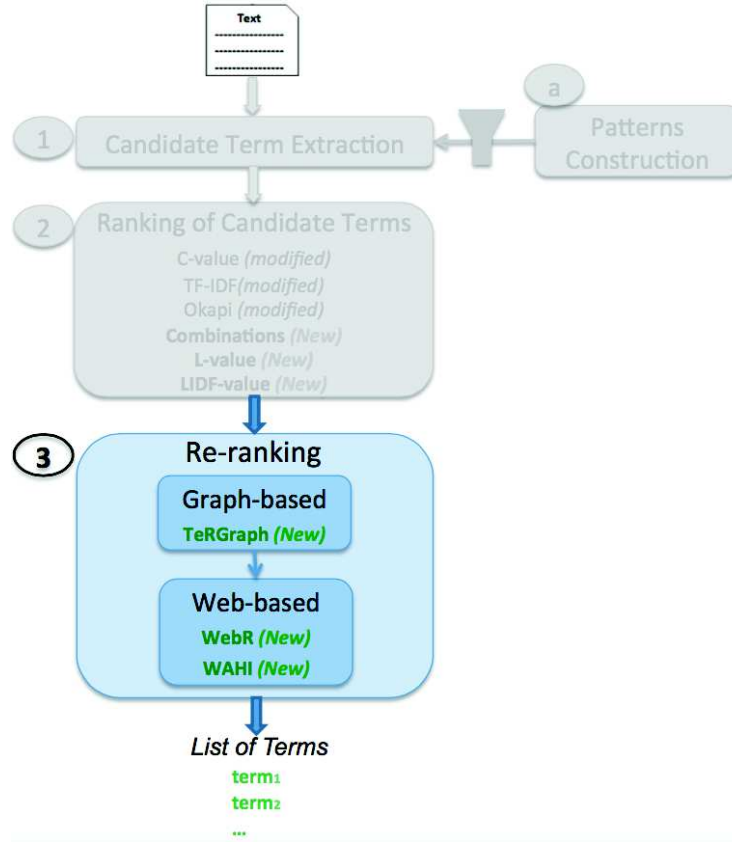 Text
a
1
Candidate Term Extraction
Patterns
Construction
2
Ranking of Candidate Terms
C-value (modified)
TF-IDF(modified)
Okapi (modified)
Combinations (New)
L-value (New)
LIDF-value (New)
3
Re-ranking
Graph-based
TeRGraph (New)
Web-based
WebR (New)
WAHI (New)
List of Terms
term₁
term₂
...